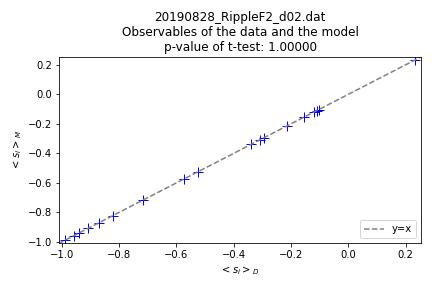 20190828_RippleF2_d02.dat
Observables of the data and the model
p-value of t-test: 1.00000
0.2
0.0
−0.2
−0.4
−0.6
−0.8
−1.0
< s_i >_M
y=x
−1.0 −0.8 −0.6 −0.4 −0.2 0.0 0.2
< s_i >_D